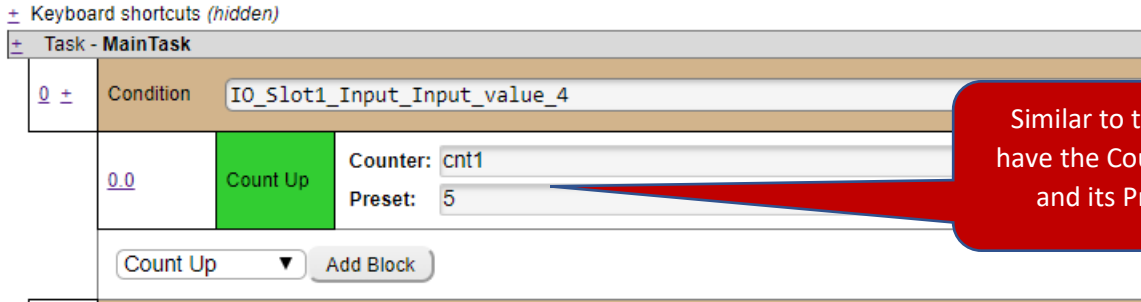 + Keyboard shortcuts (hidden)
+ Task - MainTask
0 + Condition IO_Slot1_Input_Input_value_4
Similar to
have the
and its
0.0 Count Up Counter: cnt1
Preset: 5
Count Up ▼ Add Block